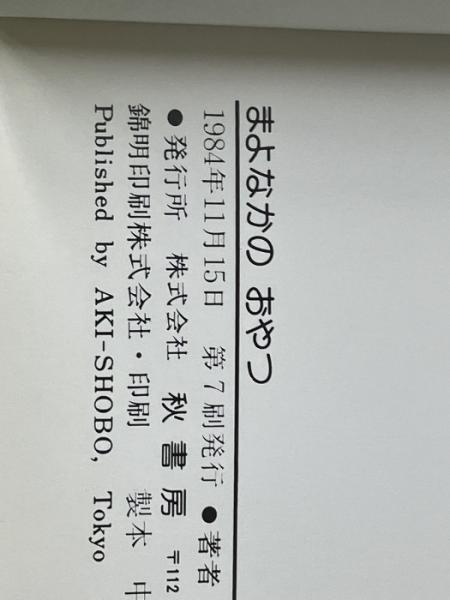 まよなかの おやつ
1984年11月15日 第7刷発行 ●著者
●発行所 株式会社 秋書房 〒112
錦明印刷株式会社・印刷 製本 中
Published by AKI-SHOBO, Tokyo